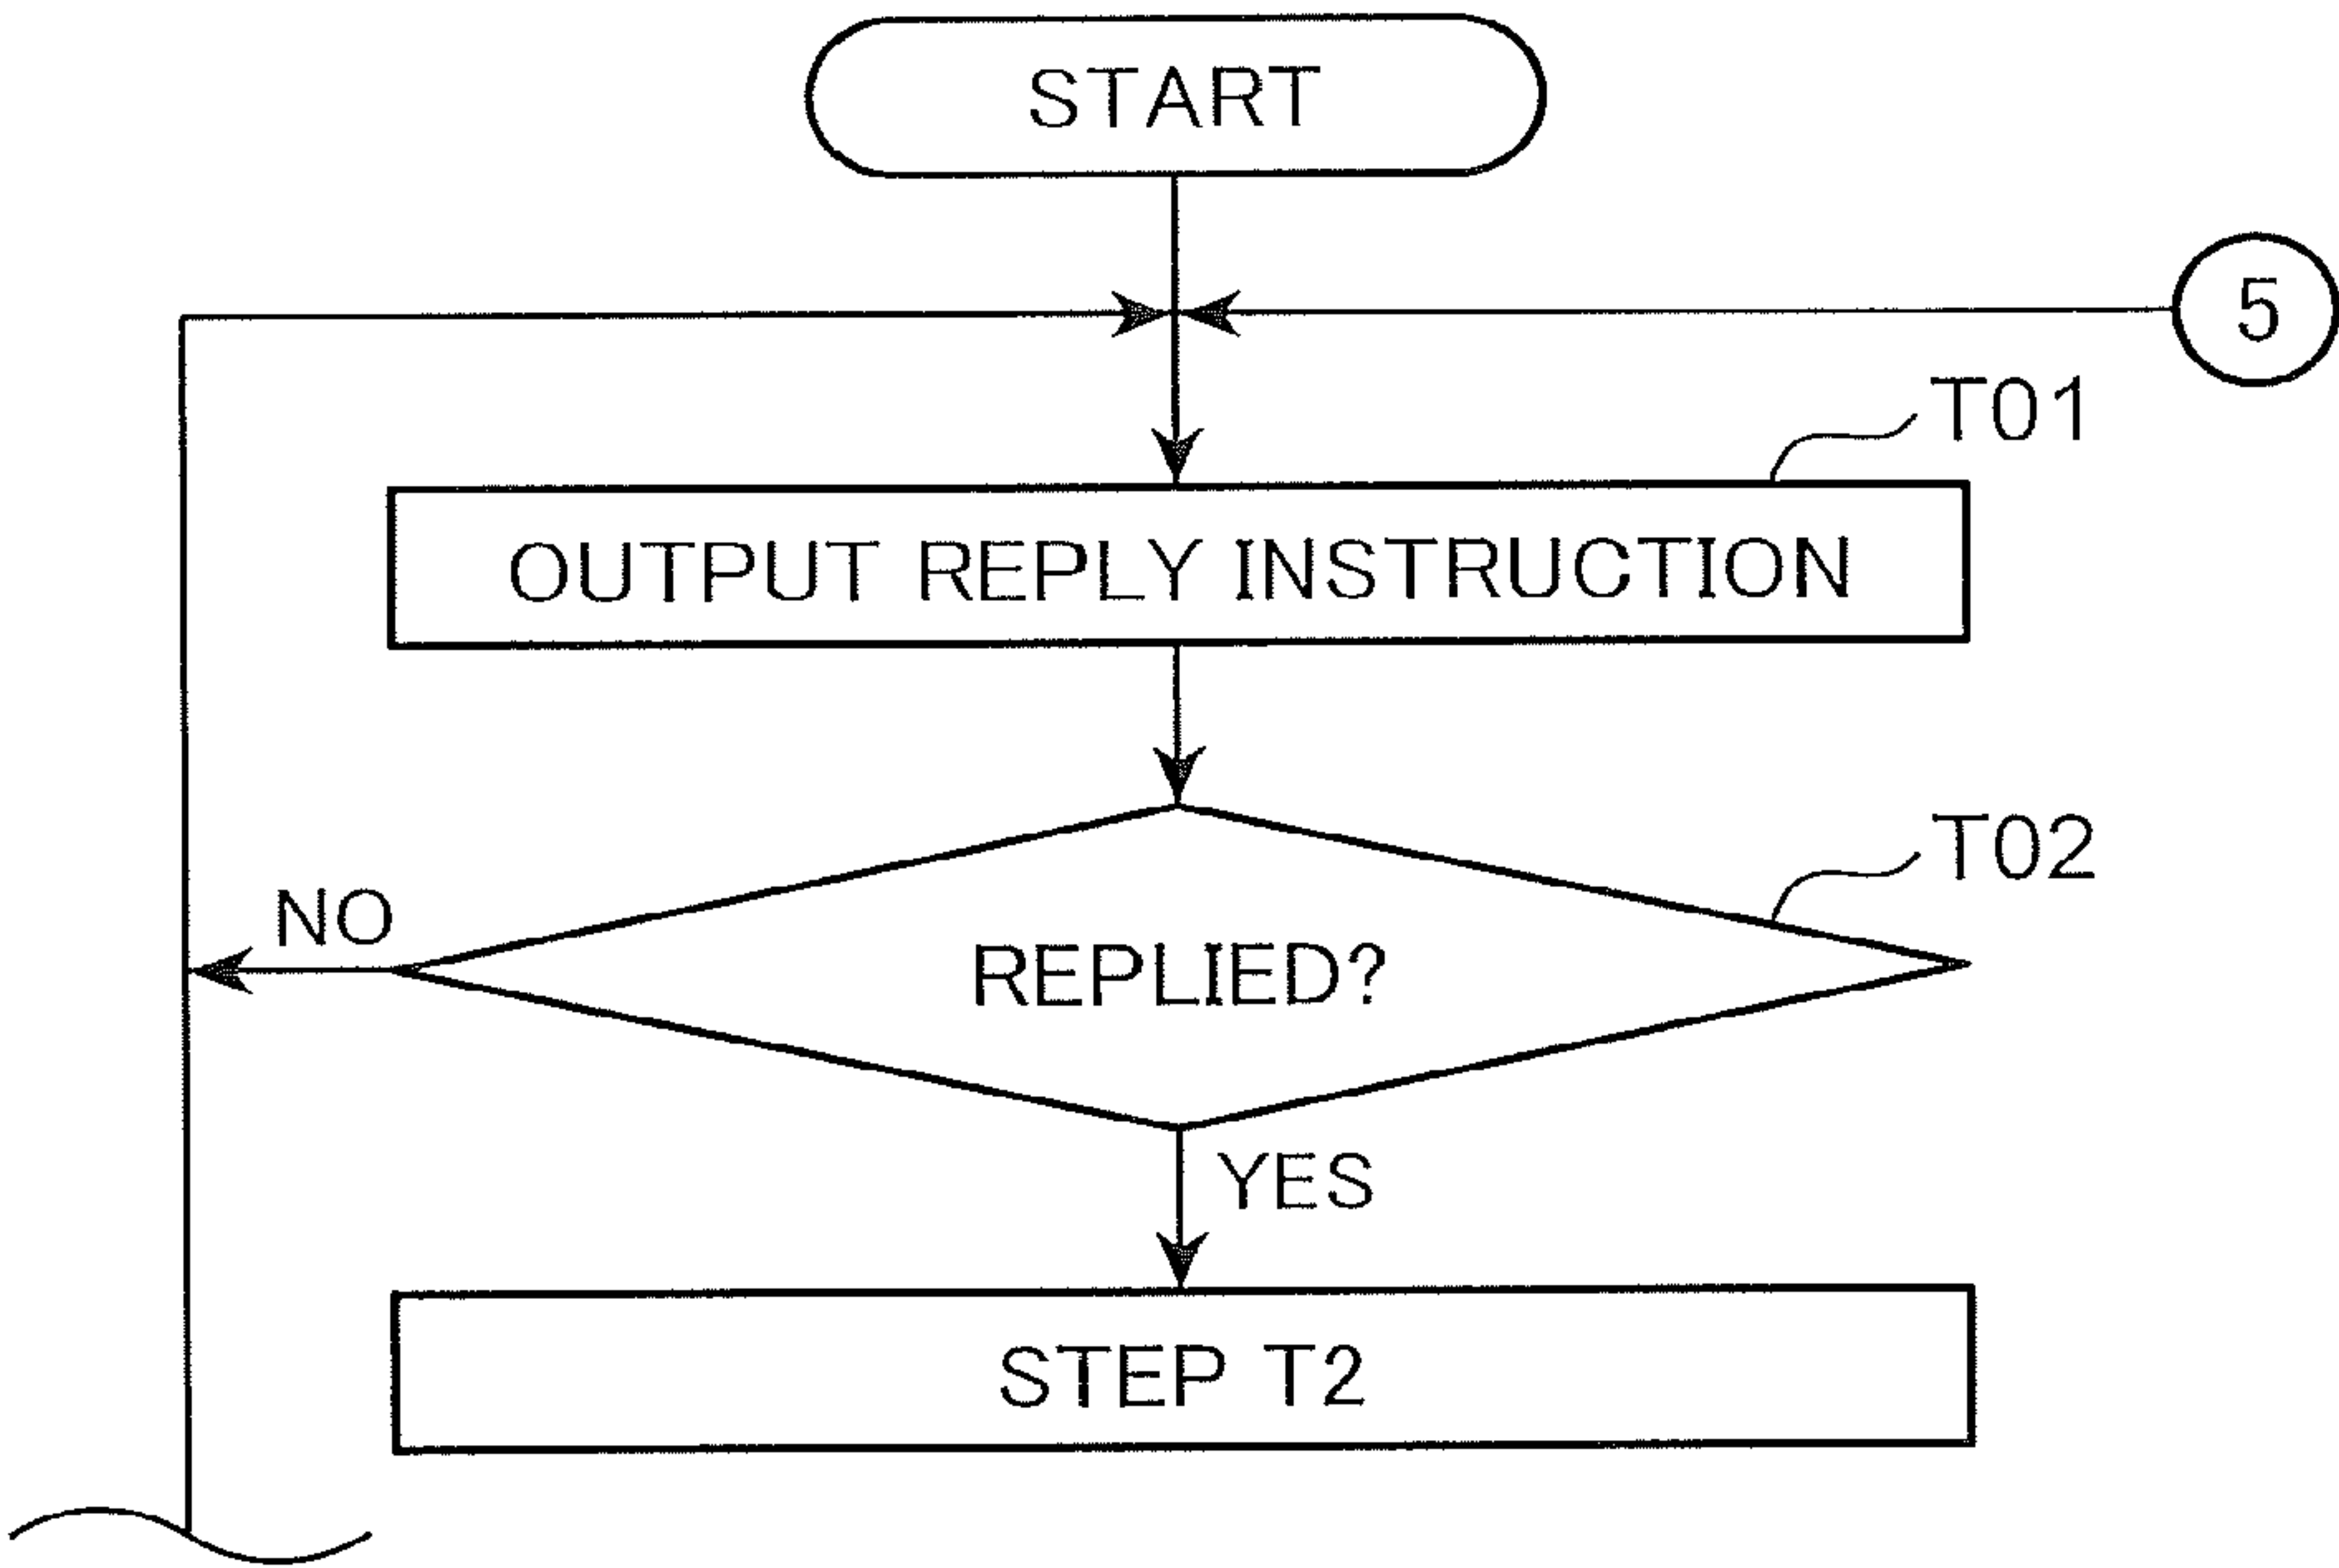 START
5
T01
OUTPUT REPLY INSTRUCTION
T02
NO
REPLIED?
YES
STEP T2